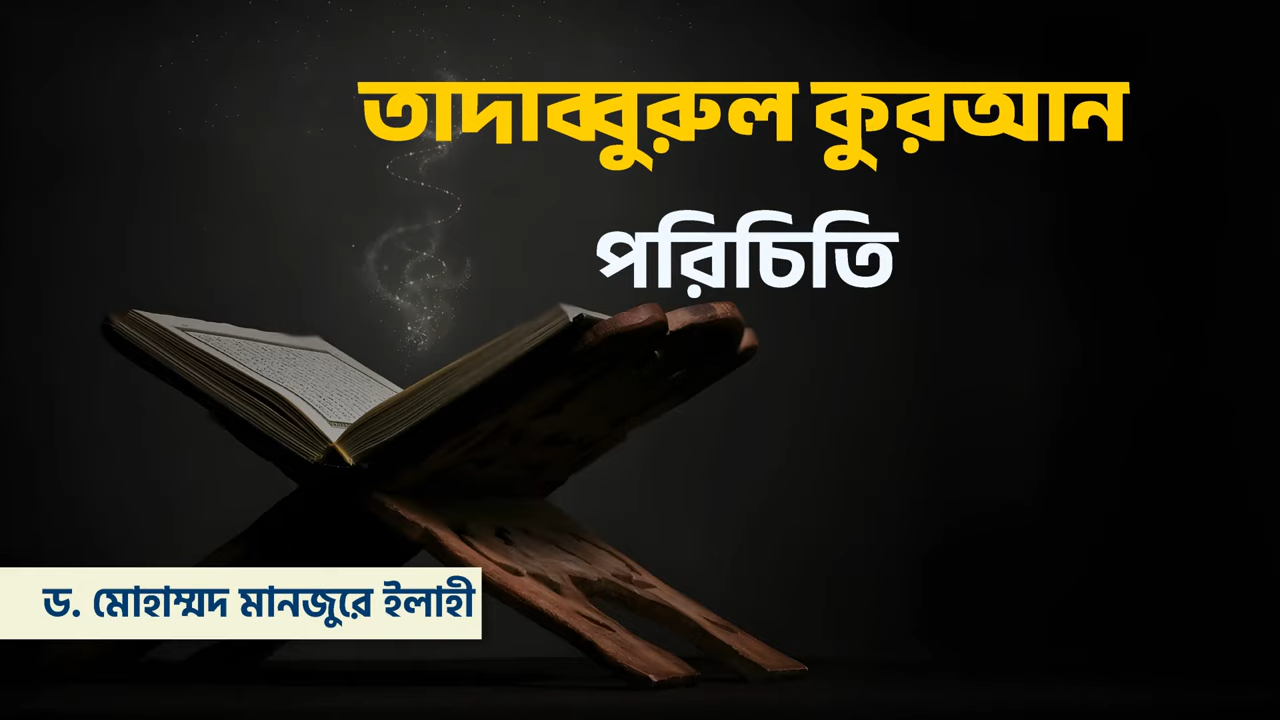 তাদাব্বুরুল কুরআন
পরিচিতি
ড. মোহাম্মদ মানজুরে ইলাহী